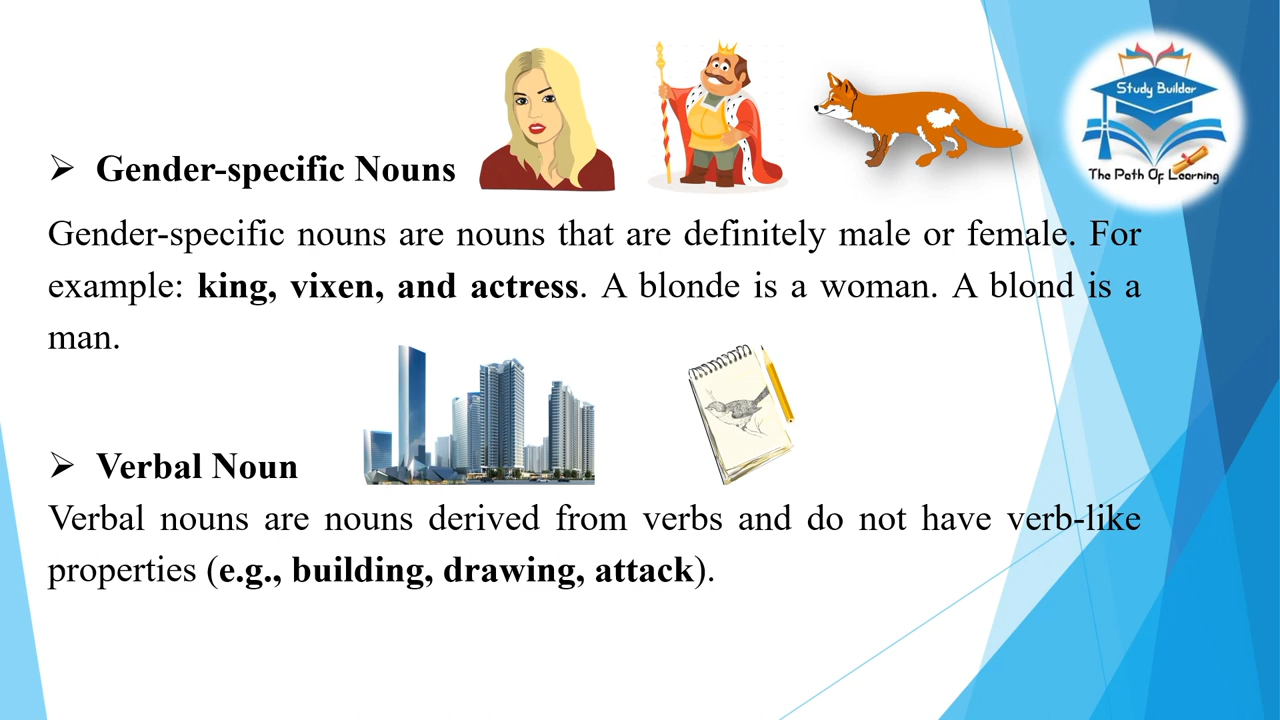 Study Builder
The Path Of Learning
➢ Gender-specific Nouns
Gender-specific nouns are nouns that are definitely male or female. For
example: king, vixen, and actress. A blonde is a woman. A blond is a
man.
➢ Verbal Noun
Verbal nouns are nouns derived from verbs and do not have verb-like
properties (e.g., building, drawing, attack).